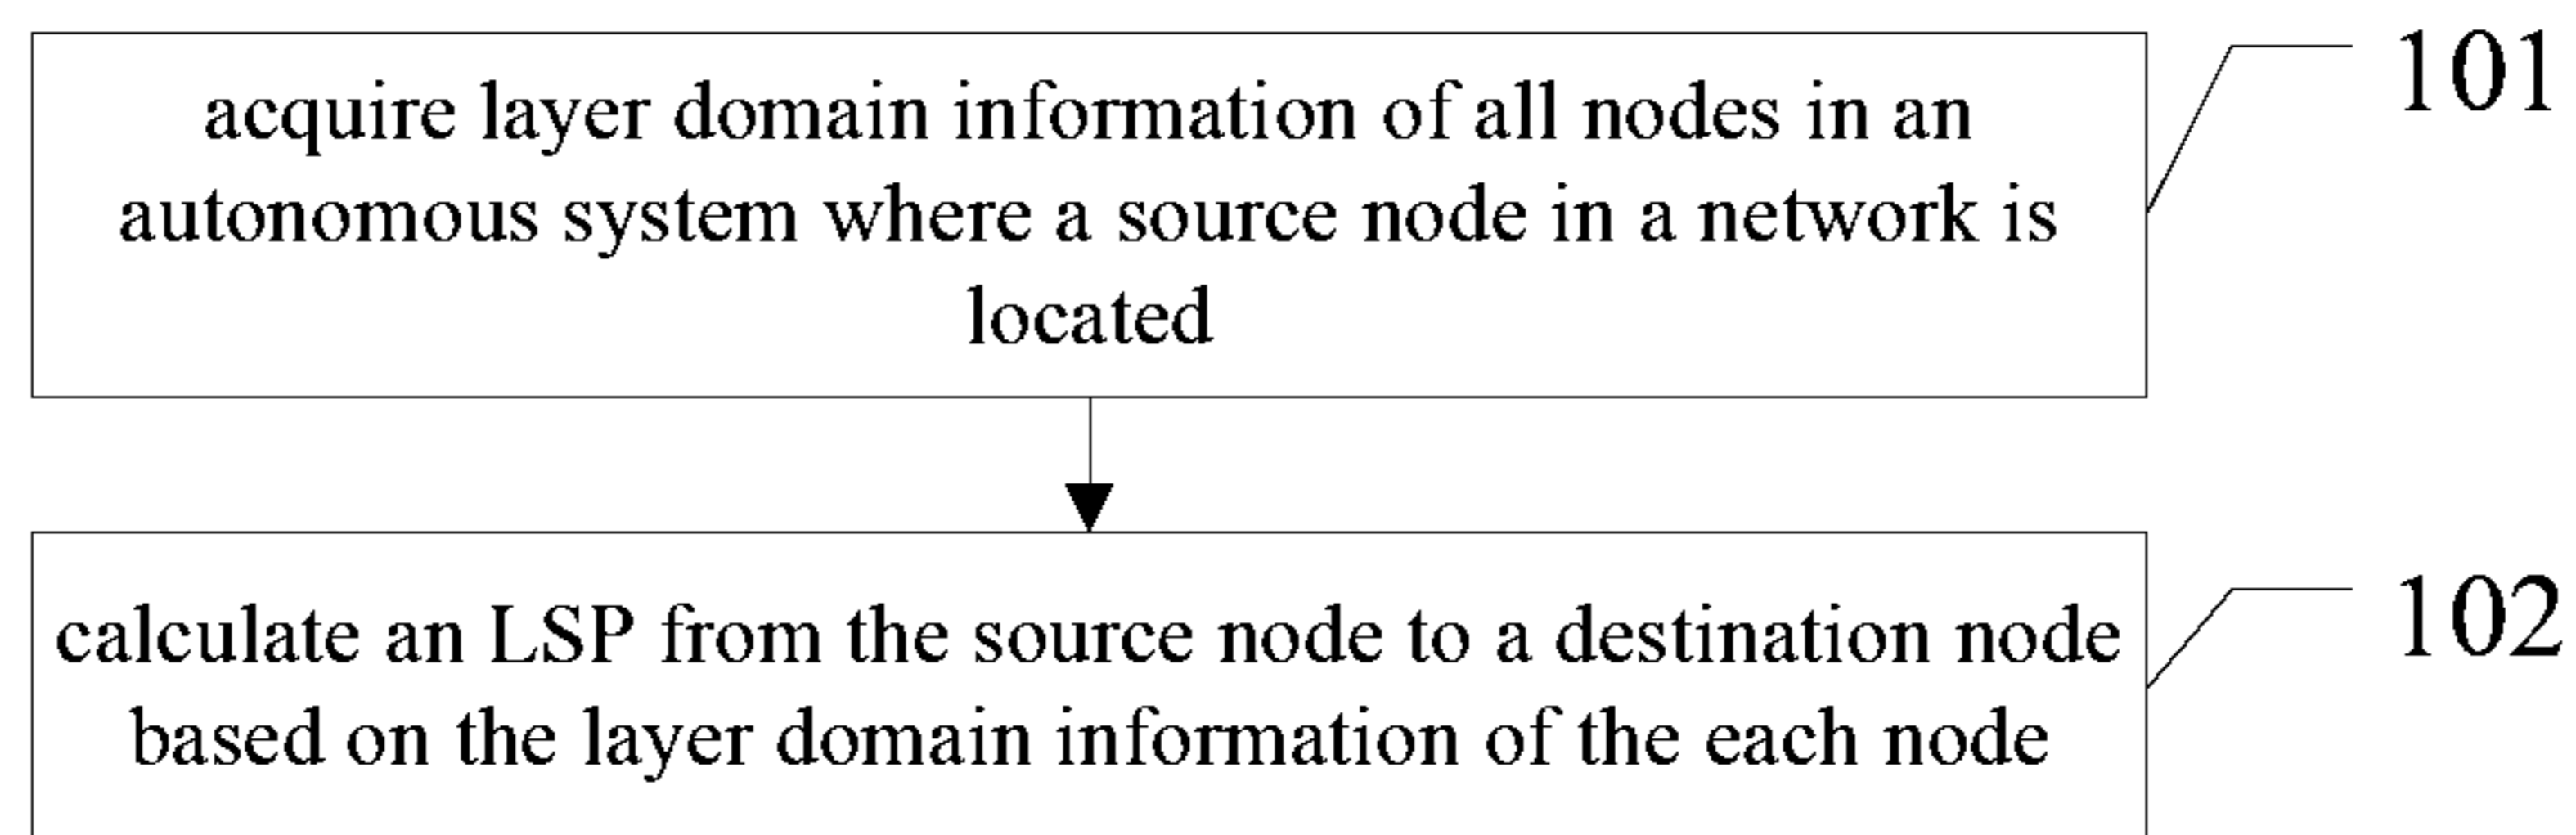 acquire layer domain information of all nodes in an
autonomous system where a source node in a network is
located
101
calculate an LSP from the source node to a destination node
based on the layer domain information of the each node
102